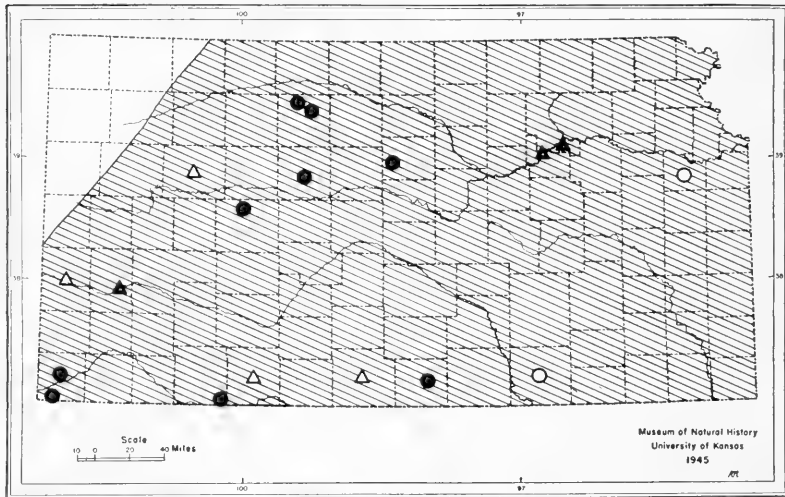 100 97
39 39
38 38
Scale
10 0 20 40 Miles
Museum of Natural History
University of Kansas
1945
100 97